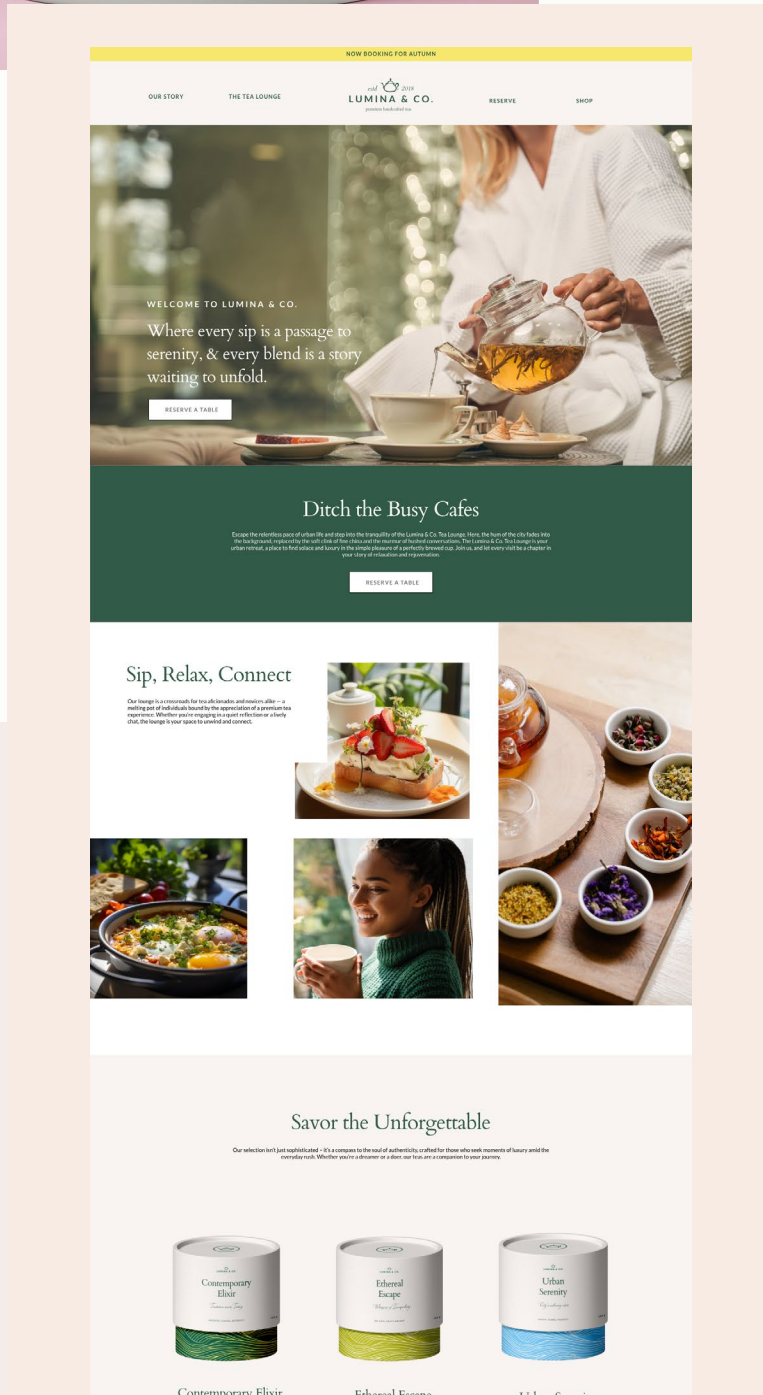 NOW BOOKING FOR AUTUMN
OUR STORY
THE TEA LOUNGE
estd 2018
LUMINA & CO.
premium handcrafted tea
RESERVE
SHOP
WELCOME TO LUMINA & CO.
Where every sip is a passage to
serenity, & every blend is a story
waiting to unfold.
RESERVE A TABLE
Ditch the Busy Cafes
Escape the relentless pace of urban life and step into the tranquility of the Lumina & Co. Tea Lounge. Here, the hum of the city fades into
the background, replaced by the soft clink of fine china and the murmur of hushed conversations. The Lumina & Co. Tea Lounge is your
urban retreat, a place to find solace and luxury in the simple pleasure of a perfectly brewed cup. Join us, and let every visit be a chapter in
your story of relaxation and rejuvenation.
RESERVE A TABLE
Sip, Relax, Connect
Our lounge is a crossroads for tea aficionados and novices alike — a
melting pot of individuals bound by the appreciation of a premium tea
experience. Whether you're engaging in a quiet reflection or a lively
chat, the lounge is your space to unwind and connect.
Savor the Unforgettable
Our selection isn't just sophisticated – it's a compass to the soul of authenticity, crafted for those who seek moments of luxury amid the
everyday rush. Whether you're a dreamer or a doer, our teas are a companion to your journey.
LUMINA & CO.
Contemporary
Elixir
LUMINA & CO.
Ethereal
Escape
LUMINA & CO.
Urban
Serenity
Contemporary Elixir
Ethereal Escape